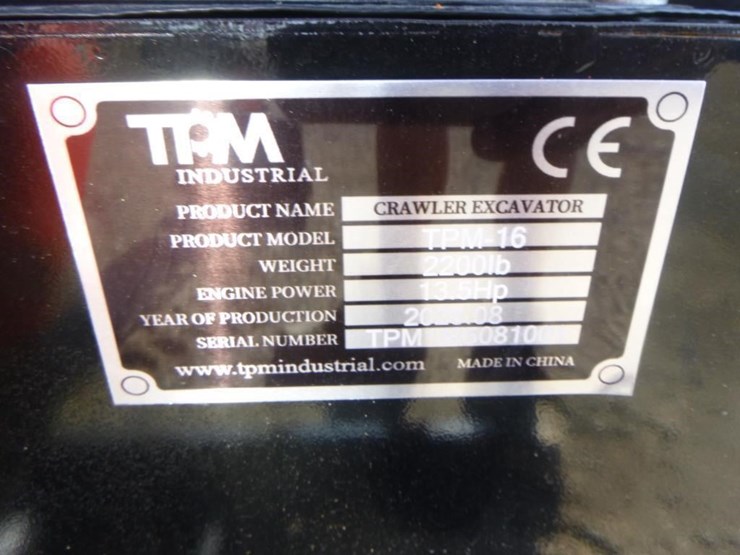 TPM
INDUSTRIAL
CE
PRODUCT NAME CRAWLER EXCAVATOR
PRODUCT MODEL TPM-16
WEIGHT 2200lb
ENGINE POWER 13.5Hp
YEAR OF PRODUCTION
SERIAL NUMBER TPM
www.tpmindustrial.com MADE IN CHINA